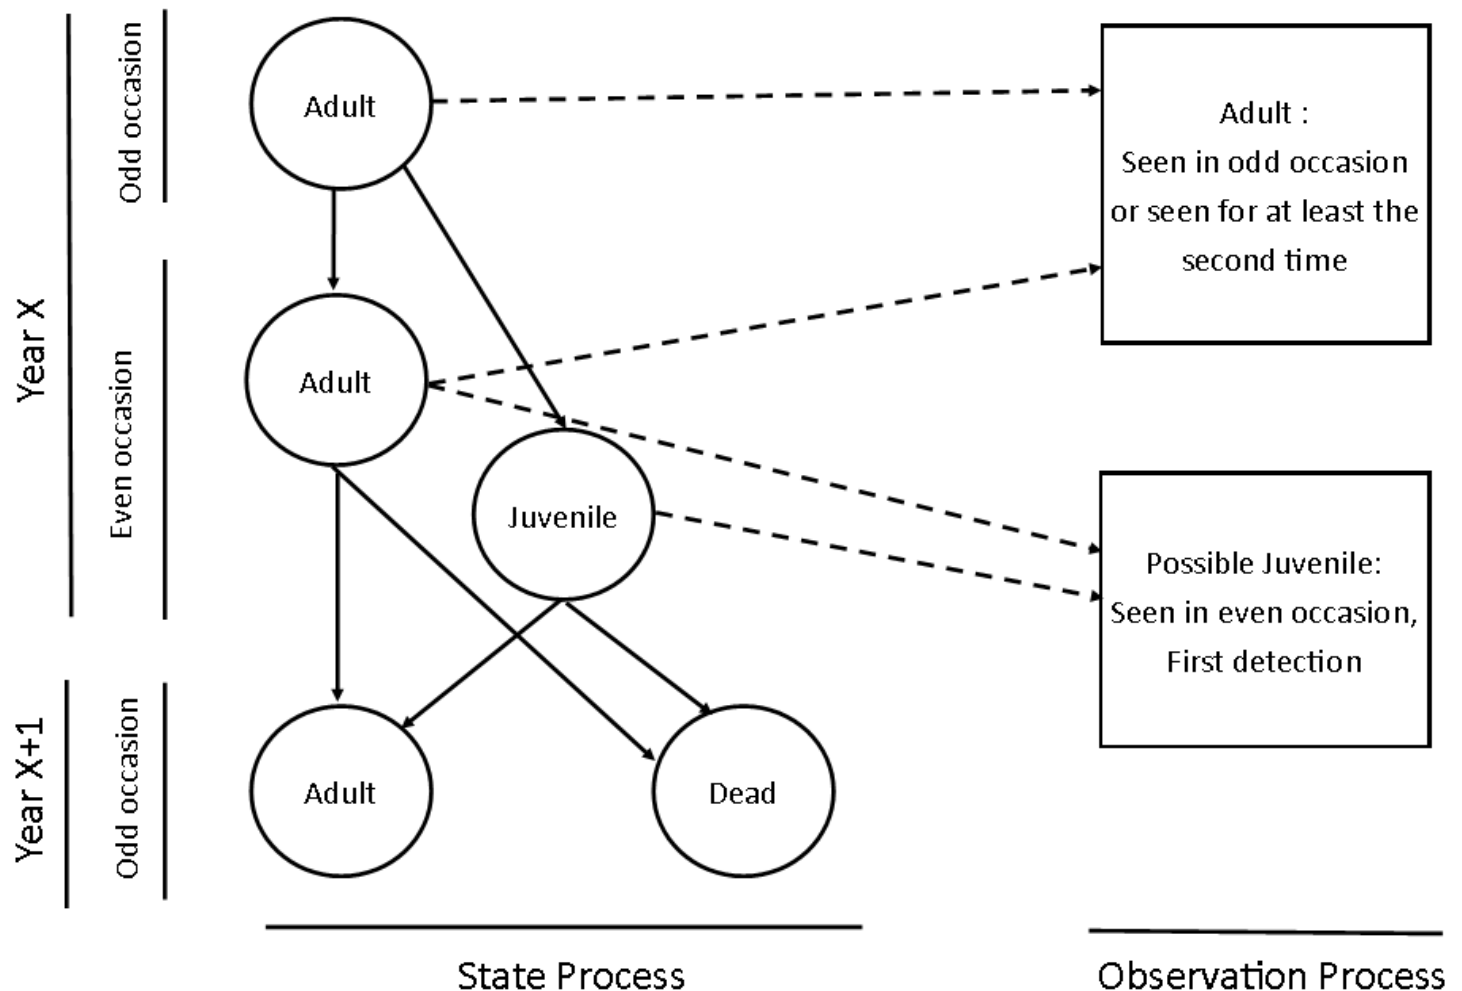 Year X
Odd occasion
Adult
Adult :
Seen in odd occasion
or seen for at least the
second time
Even occasion
Adult
Juvenile
Possible Juvenile:
Seen in even occasion,
First detection
Year X+1
Odd occasion
Adult
Dead
State Process
Observation Process